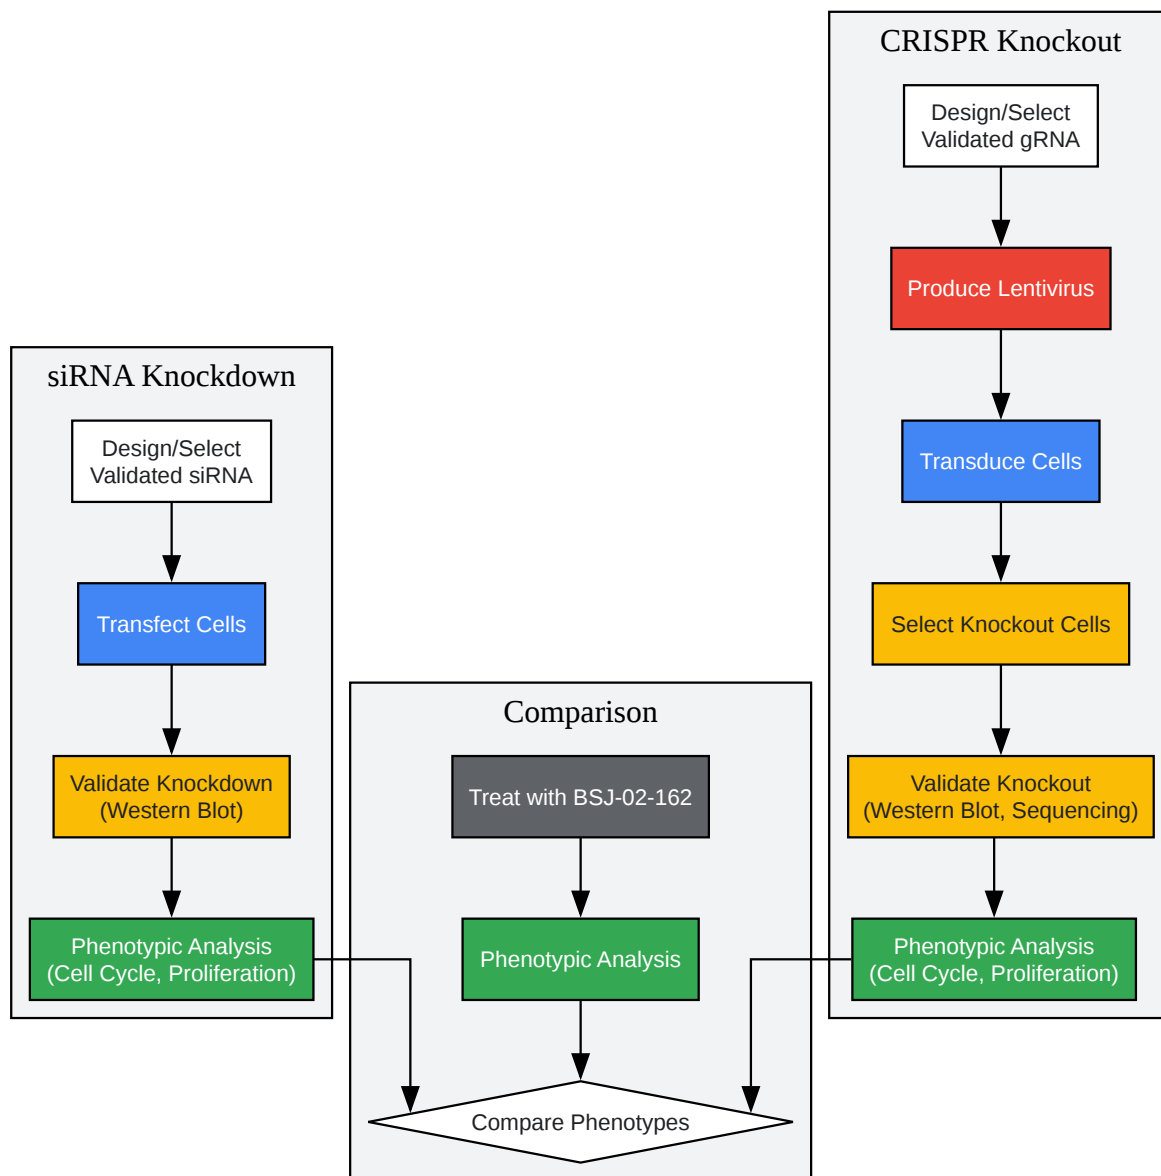 siRNA Knockdown
Design/Select
Validated siRNA
Transfect Cells
Validate Knockdown
(Western Blot)
Phenotypic Analysis
(Cell Cycle, Proliferation)
Comparison
Treat with BSJ-02-162
Phenotypic Analysis
Compare Phenotypes
CRISPR Knockout
Design/Select
Validated gRNA
Produce Lentivirus
Transduce Cells
Select Knockout Cells
Validate Knockout
(Western Blot, Sequencing)
Phenotypic Analysis
(Cell Cycle, Proliferation)